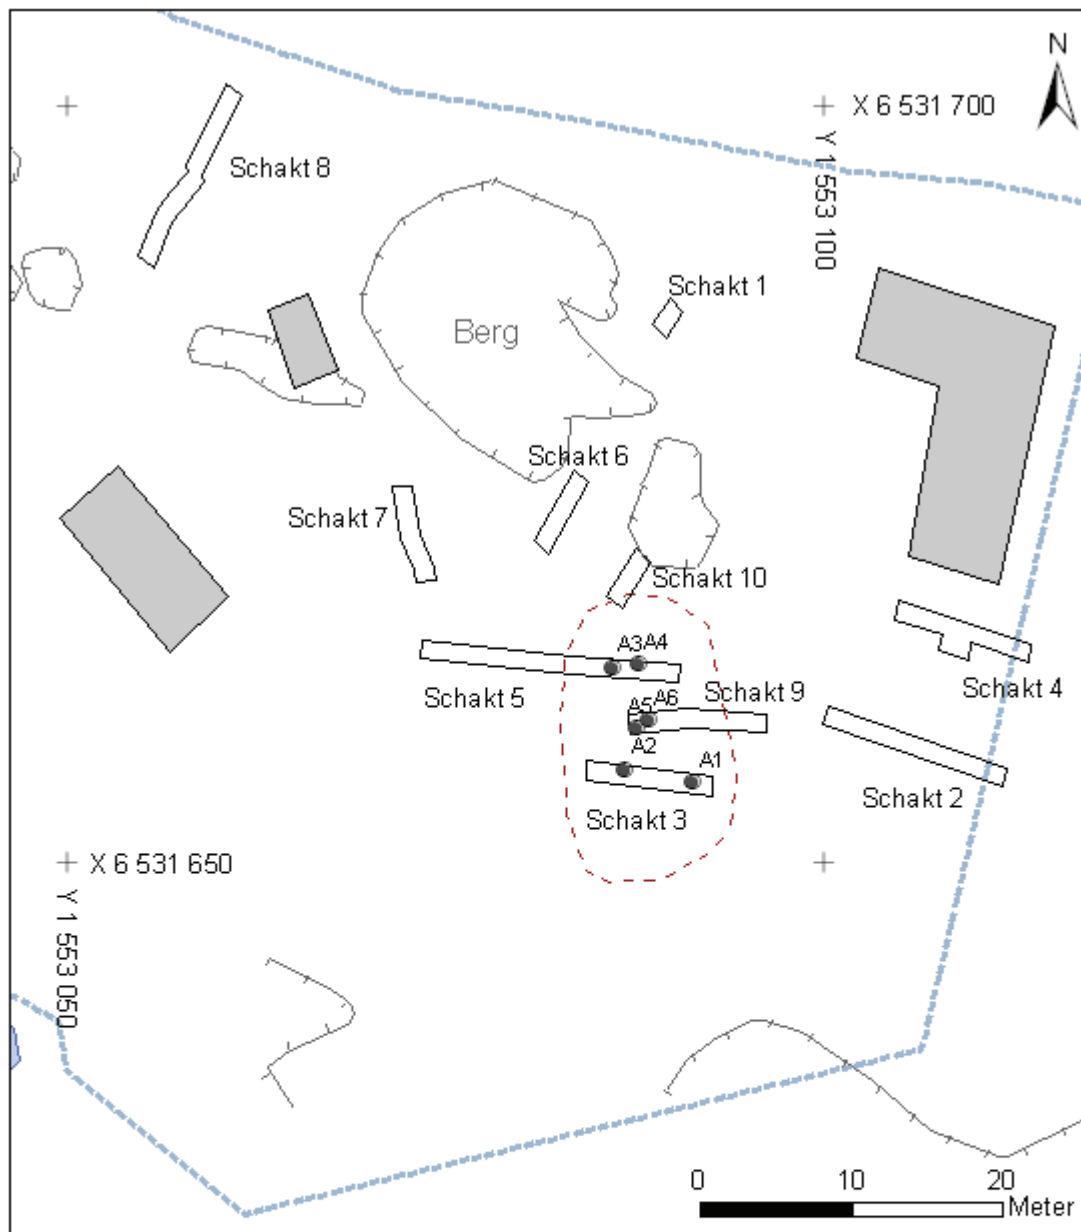 N
X 6 531 700
Y 1 553 100
Schakt 8
Schakt 1
Berg
Schakt 6
Schakt 7
Schakt 10
A3 A4
Schakt 5
Schakt 9
A5 A6
Schakt 4
A2
A1
Schakt 2
Schakt 3
X 6 531 650
Y 1 553 050
0 10 20
Meter